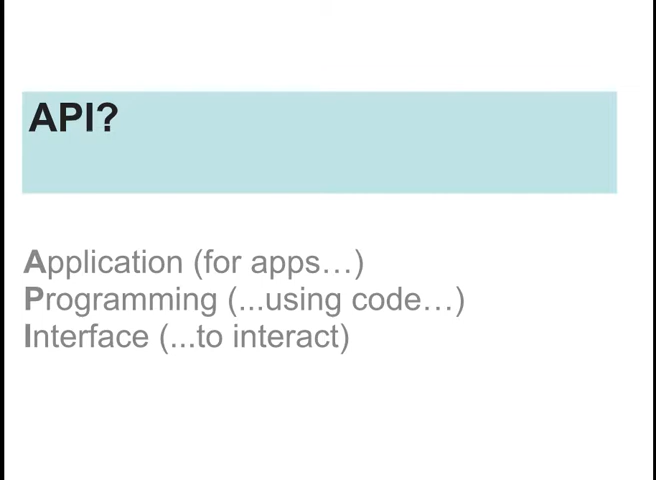 API?
Application (for apps…)
Programming (...using code…)
Interface (...to interact)